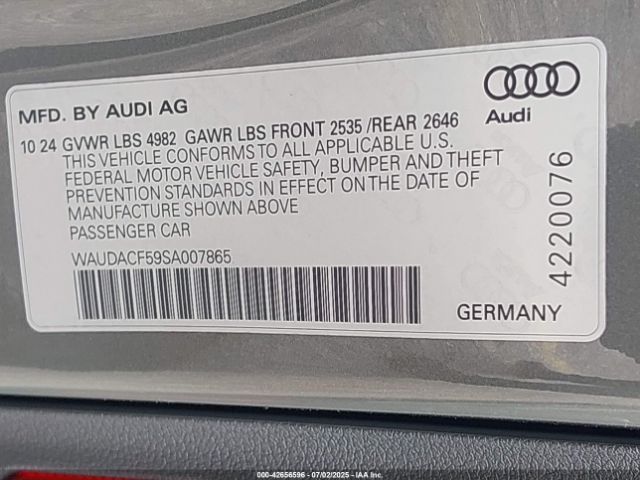 MFD. BY AUDI AG
Audi
10 24 GVWR LBS 4982 GAWR LBS FRONT 2535 /REAR 2646
THIS VEHICLE CONFORMS TO ALL APPLICABLE U.S.
FEDERAL MOTOR VEHICLE SAFETY, BUMPER AND THEFT
PREVENTION STANDARDS IN EFFECT ON THE DATE OF
MANUFACTURE SHOWN ABOVE
PASSENGER CAR
WAUDACF59SA007865
4220076
GERMANY
000-42656596 - 07/02/2025 - IAAI.COM